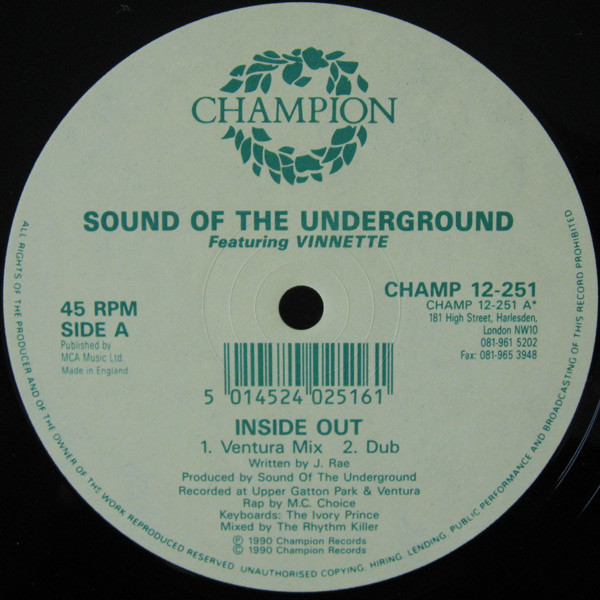 CHAMPION
SOUND OF THE UNDERGROUND
Featuring VINNETTE
45 RPM
SIDE A
Published by
MCA Music Ltd.
Made in England
CHAMP 12-251
CHAMP 12-251 A*
181 High Street, Harlesden,
London NW10
081-961 5202
Fax: 081-965 3948
5 014524 025161
INSIDE OUT
1. Ventura Mix 2. Dub
Written by J. Rae
Produced by Sound Of The Underground
Recorded at Upper Gatton Park & Ventura
Rap by M.C. Choice
Keyboards: The Ivory Prince
Mixed by The Rhythm Killer
Ⓟ 1990 Champion Records
© 1990 Champion Records
ALL RIGHTS OF THE PRODUCER AND OF THE OWNER OF THE WORK REPRODUCED RESERVED. UNAUTHORISED COPYING, HIRING, LENDING, PUBLIC PERFORMANCE AND BROADCASTING OF THIS RECORD PROHIBITED